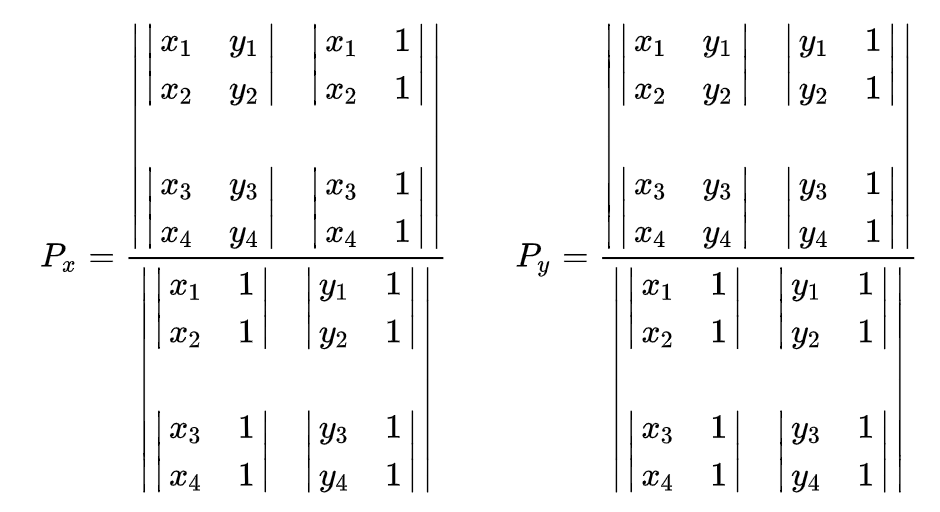 P_x = \frac{\begin{vmatrix} \begin{vmatrix} x_1 & y_1 \\ x_2 & y_2 \end{vmatrix} & \begin{vmatrix} x_1 & 1 \\ x_2 & 1 \end{vmatrix} \\ \begin{vmatrix} x_3 & y_3 \\ x_4 & y_4 \end{vmatrix} & \begin{vmatrix} x_3 & 1 \\ x_4 & 1 \end{vmatrix} \end{vmatrix}}{\begin{vmatrix} \begin{vmatrix} x_1 & 1 \\ x_2 & 1 \end{vmatrix} & \begin{vmatrix} y_1 & 1 \\ y_2 & 1 \end{vmatrix} \\ \begin{vmatrix} x_3 & 1 \\ x_4 & 1 \end{vmatrix} & \begin{vmatrix} y_3 & 1 \\ y_4 & 1 \end{vmatrix} \end{vmatrix}}
P_y = \frac{\begin{vmatrix} \begin{vmatrix} x_1 & y_1 \\ x_2 & y_2 \end{vmatrix} & \begin{vmatrix} y_1 & 1 \\ y_2 & 1 \end{vmatrix} \\ \begin{vmatrix} x_3 & y_3 \\ x_4 & y_4 \end{vmatrix} & \begin{vmatrix} y_3 & 1 \\ y_4 & 1 \end{vmatrix} \end{vmatrix}}{\begin{vmatrix} \begin{vmatrix} x_1 & 1 \\ x_2 & 1 \end{vmatrix} & \begin{vmatrix} y_1 & 1 \\ y_2 & 1 \end{vmatrix} \\ \begin{vmatrix} x_3 & 1 \\ x_4 & 1 \end{vmatrix} & \begin{vmatrix} y_3 & 1 \\ y_4 & 1 \end{vmatrix} \end{vmatrix}}